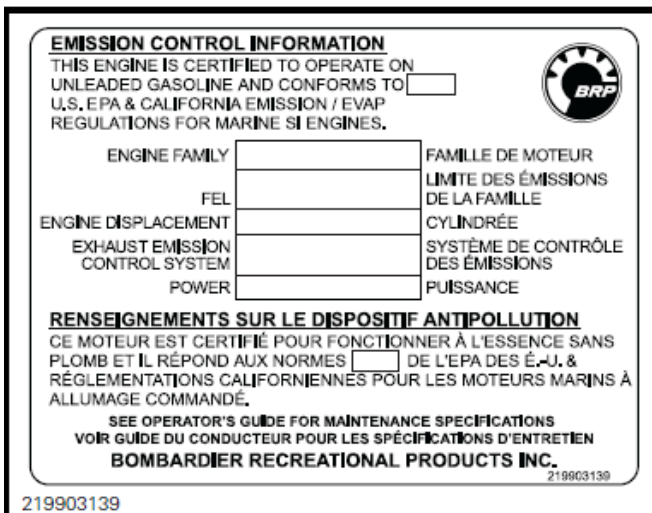 EMISSION CONTROL INFORMATION
THIS ENGINE IS CERTIFIED TO OPERATE ON
UNLEADED GASOLINE AND CONFORMS TO
U.S. EPA & CALIFORNIA EMISSION / EVAP
REGULATIONS FOR MARINE SI ENGINES.
BRP
ENGINE FAMILY FAMILLE DE MOTEUR
LIMITE DES ÉMISSIONS
FEL DE LA FAMILLE
ENGINE DISPLACEMENT CYLINDRÉE
EXHAUST EMISSION SYSTÈME DE CONTRÔLE
CONTROL SYSTEM DES ÉMISSIONS
POWER PUISSANCE
RENSEIGNEMENTS SUR LE DISPOSITIF ANTIPOLLUTION
CE MOTEUR EST CERTIFIÉ POUR FONCTIONNER À L'ESSENCE SANS
PLOMB ET IL RÉPOND AUX NORMES DE L'EPA DES É.-U. &
RÉGLEMENTATIONS CALIFORNIENNES POUR LES MOTEURS MARINS À
ALLUMAGE COMMANDÉ.
SEE OPERATOR'S GUIDE FOR MAINTENANCE SPECIFICATIONS
VOIR GUIDE DU CONDUCTEUR POUR LES SPÉCIFICATIONS D'ENTRETIEN
BOMBARDIER RECREATIONAL PRODUCTS INC.
219903139
219903139